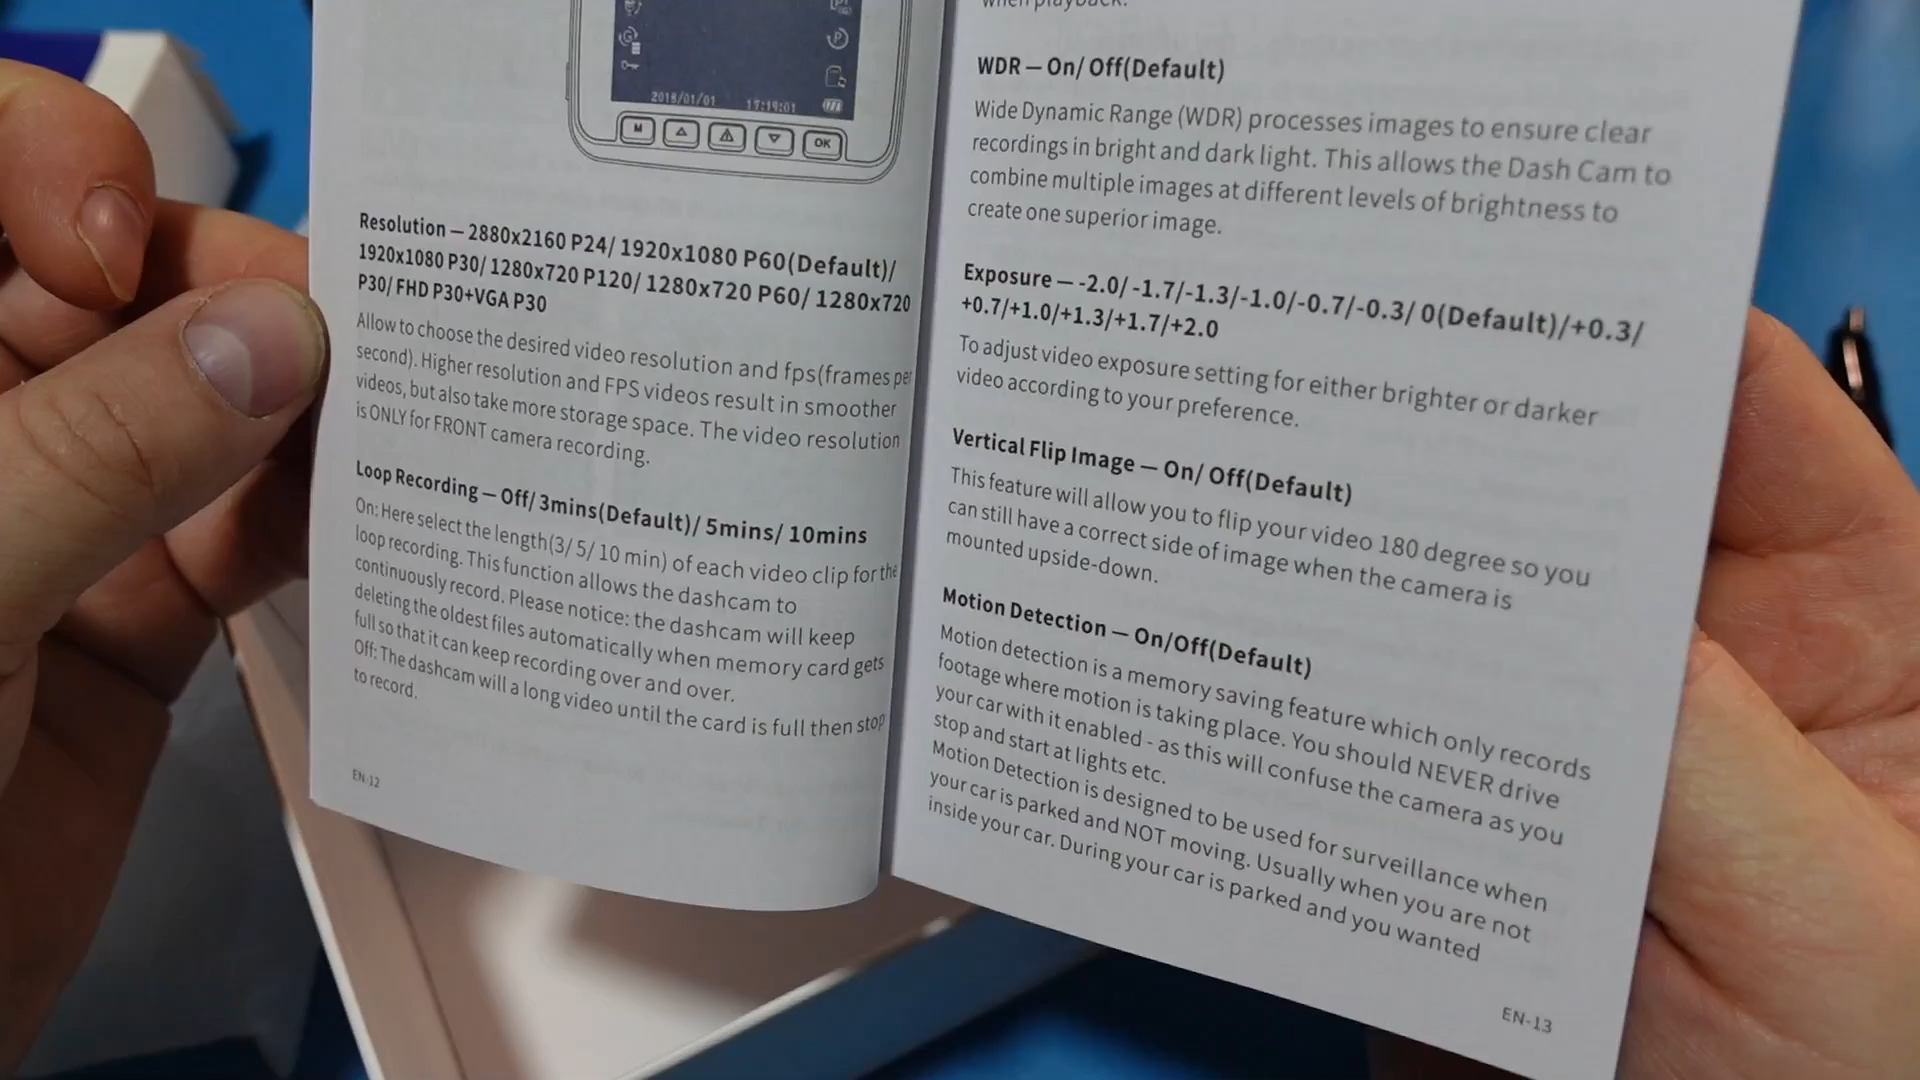 2018/01/01 17:19:01
M OK
Resolution — 2880x2160 P24/ 1920x1080 P60(Default)/
1920x1080 P30/ 1280x720 P120/ 1280x720 P60/ 1280x720
P30/ FHD P30+VGA P30
Allow to choose the desired video resolution and fps(frames per
second). Higher resolution and FPS videos result in smoother
videos, but also take more storage space. The video resolution
is ONLY for FRONT camera recording.
Loop Recording — Off/ 3mins(Default)/ 5mins/ 10mins
On: Here select the length(3/ 5/ 10 min) of each video clip for the
loop recording. This function allows the dashcam to
continuously record. Please notice: the dashcam will keep
deleting the oldest files automatically when memory card gets
full so that it can keep recording over and over.
Off: The dashcam will a long video until the card is full then stop
to record.
EN-12
when playback.
WDR — On/ Off(Default)
Wide Dynamic Range (WDR) processes images to ensure clear
recordings in bright and dark light. This allows the Dash Cam to
combine multiple images at different levels of brightness to
create one superior image.
Exposure — -2.0/ -1.7/-1.3/-1.0/-0.7/-0.3/ 0(Default)/+0.3/
+0.7/+1.0/+1.3/+1.7/+2.0
To adjust video exposure setting for either brighter or darker
video according to your preference.
Vertical Flip Image — On/ Off(Default)
This feature will allow you to flip your video 180 degree so you
can still have a correct side of image when the camera is
mounted upside-down.
Motion Detection — On/Off(Default)
Motion detection is a memory saving feature which only records
footage where motion is taking place. You should NEVER drive
your car with it enabled - as this will confuse the camera as you
stop and start at lights etc.
Motion Detection is designed to be used for surveillance when
your car is parked and NOT moving. Usually when you are not
inside your car. During your car is parked and you wanted
EN-13